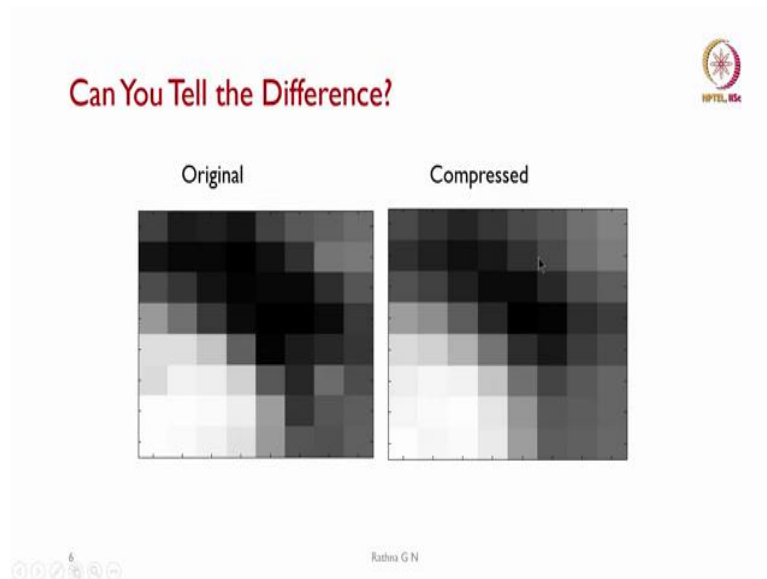 Can You Tell the Difference?
NPTEL, IISc
Original
Compressed
6
Rathna G N